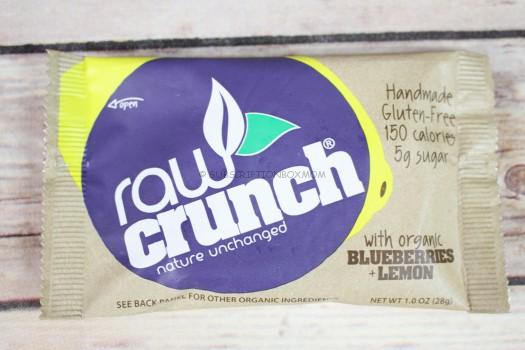 open
raw
crunch®
nature unchanged
Handmade
Gluten-Free
150 calories
5g sugar
with organic
BLUEBERRIES
+ LEMON
SEE BACK PANEL FOR OTHER ORGANIC INGREDIENTS
NET WT 1.0 OZ (28g)
© SUBSCRIPTIONBOXMOM